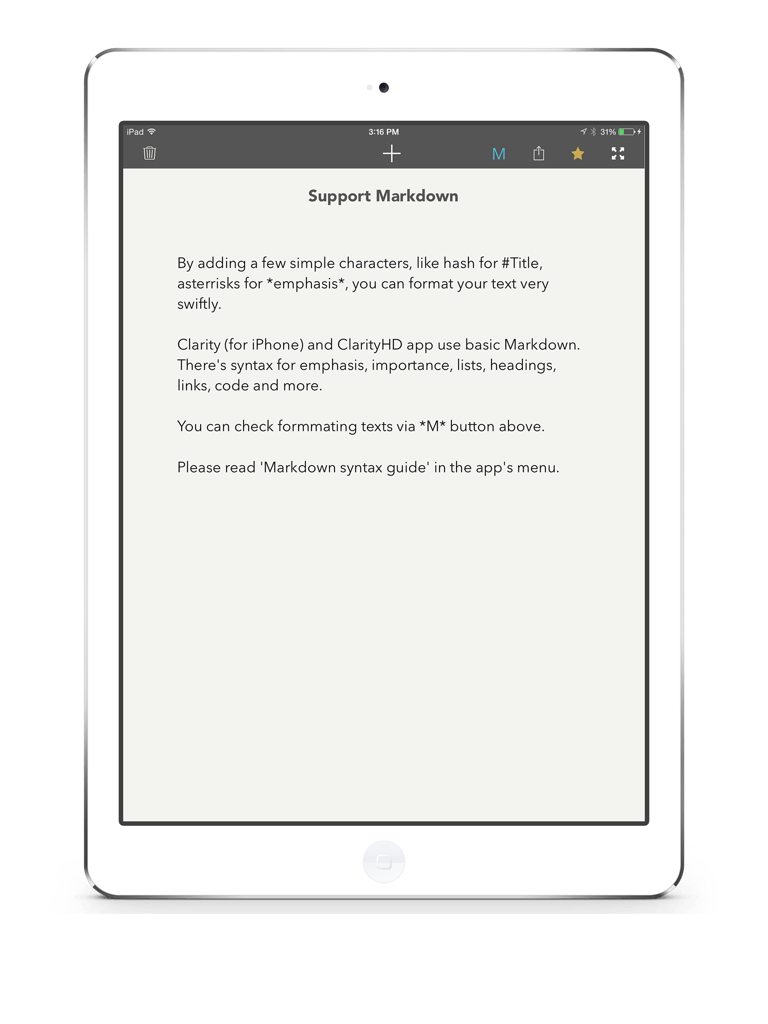 iPad 3:16 PM 31%
M
Support Markdown
By adding a few simple characters, like hash for #Title,
asterrisks for *emphasis*, you can format your text very
swiftly.
Clarity (for iPhone) and ClarityHD app use basic Markdown.
There's syntax for emphasis, importance, lists, headings,
links, code and more.
You can check formmating texts via *M* button above.
Please read 'Markdown syntax guide' in the app's menu.